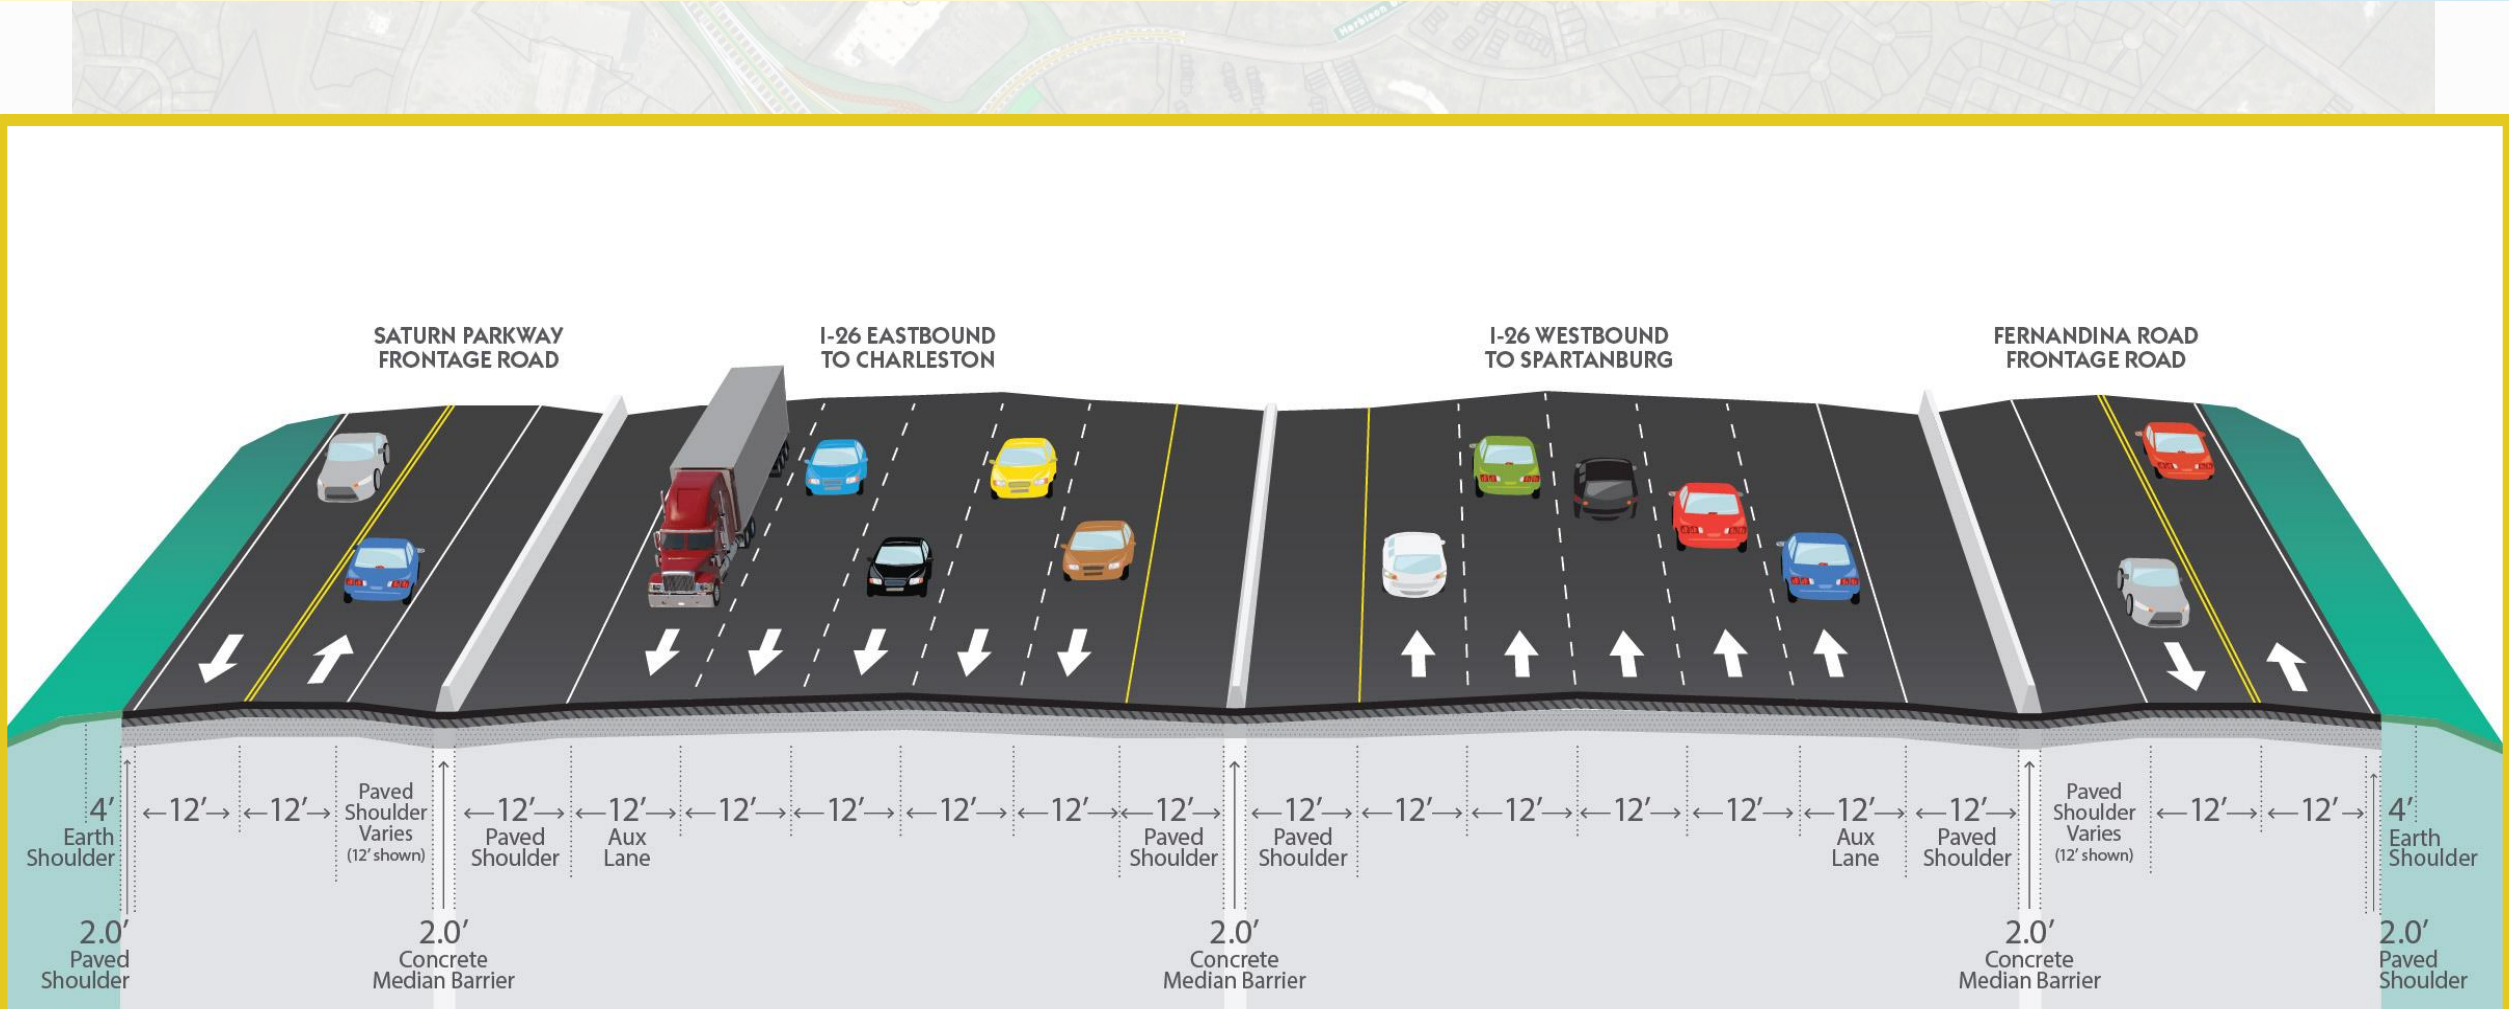 Harbison
SATURN PARKWAY
FRONTAGE ROAD
I-26 EASTBOUND
TO CHARLESTON
I-26 WESTBOUND
TO SPARTANBURG
FERNANDINA ROAD
FRONTAGE ROAD
4'
Earth
Shoulder
12'
12'
Paved
Shoulder
Varies
(12' shown)
12'
Paved
Shoulder
12'
Aux
Lane
12'
12'
12'
12'
12'
Paved
Shoulder
12'
Paved
Shoulder
12'
12'
12'
12'
12'
Aux
Lane
12'
Paved
Shoulder
Paved
Shoulder
Varies
(12' shown)
12'
12'
4'
Earth
Shoulder
2.0'
Paved
Shoulder
2.0'
Concrete
Median Barrier
2.0'
Concrete
Median Barrier
2.0'
Concrete
Median Barrier
2.0'
Paved
Shoulder